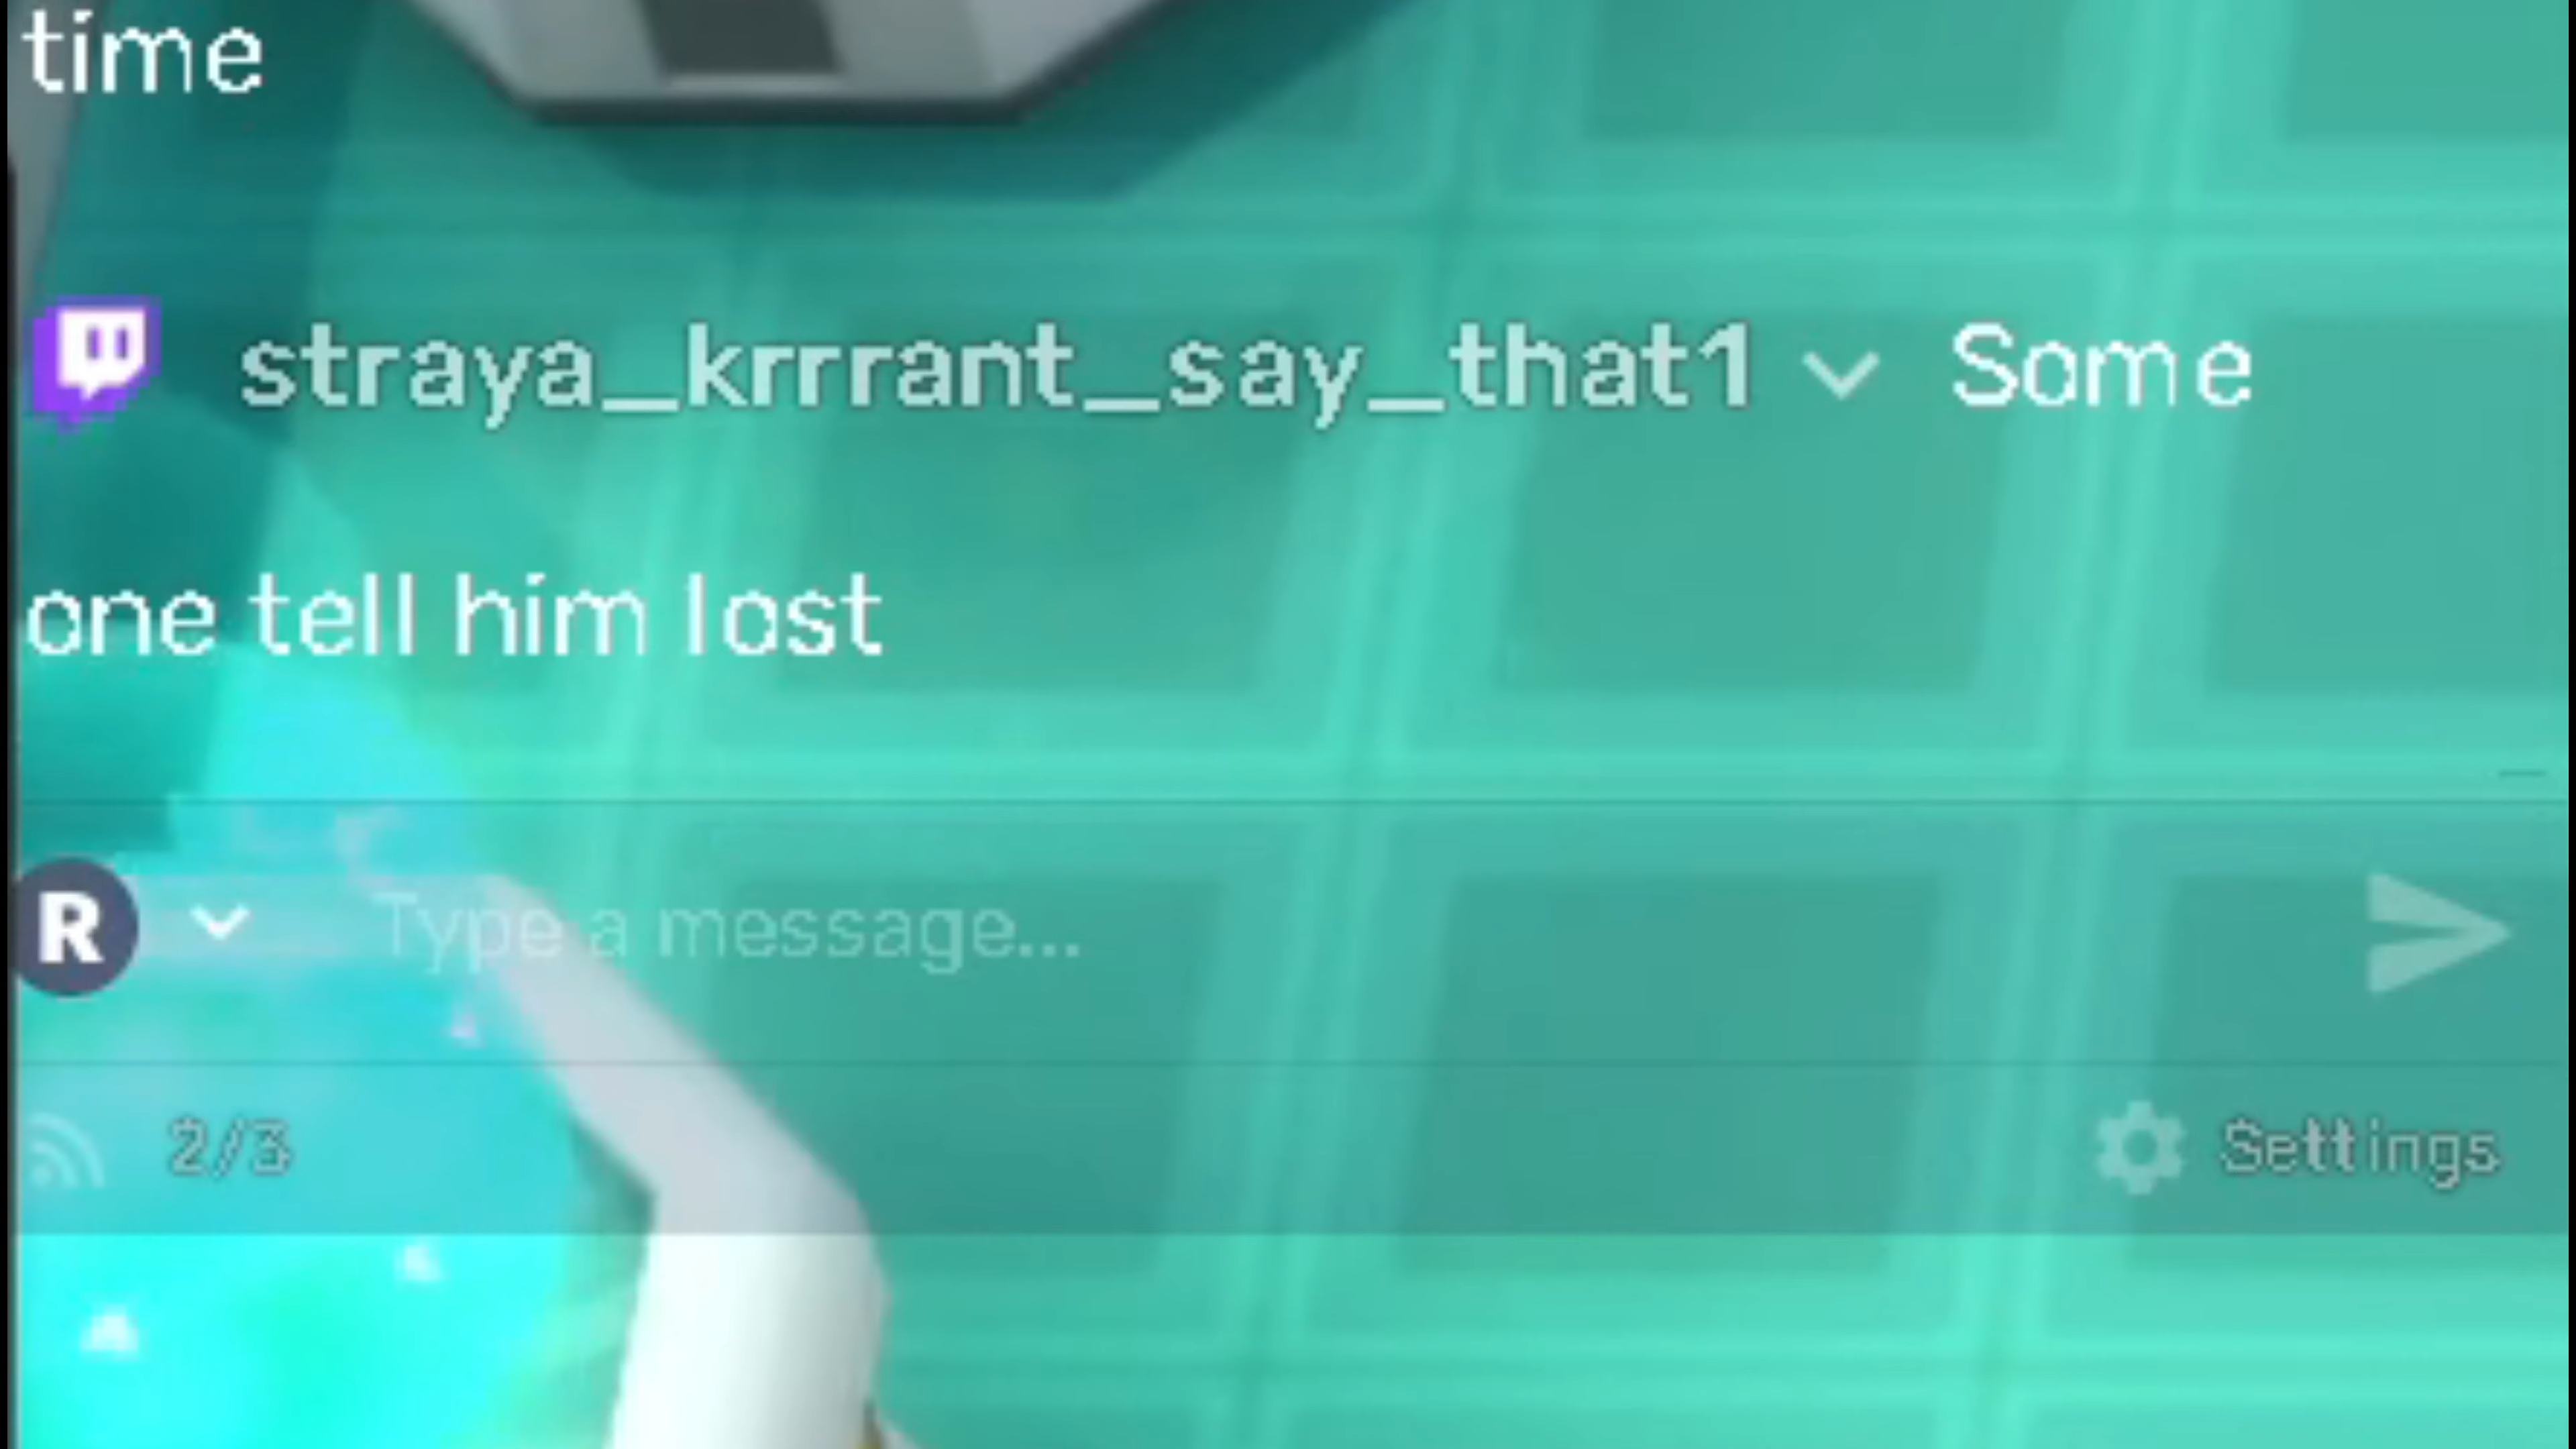 time
straya_krrrant_say_that1 Some
one tell him lost
R Type a message...
2/3 Settings